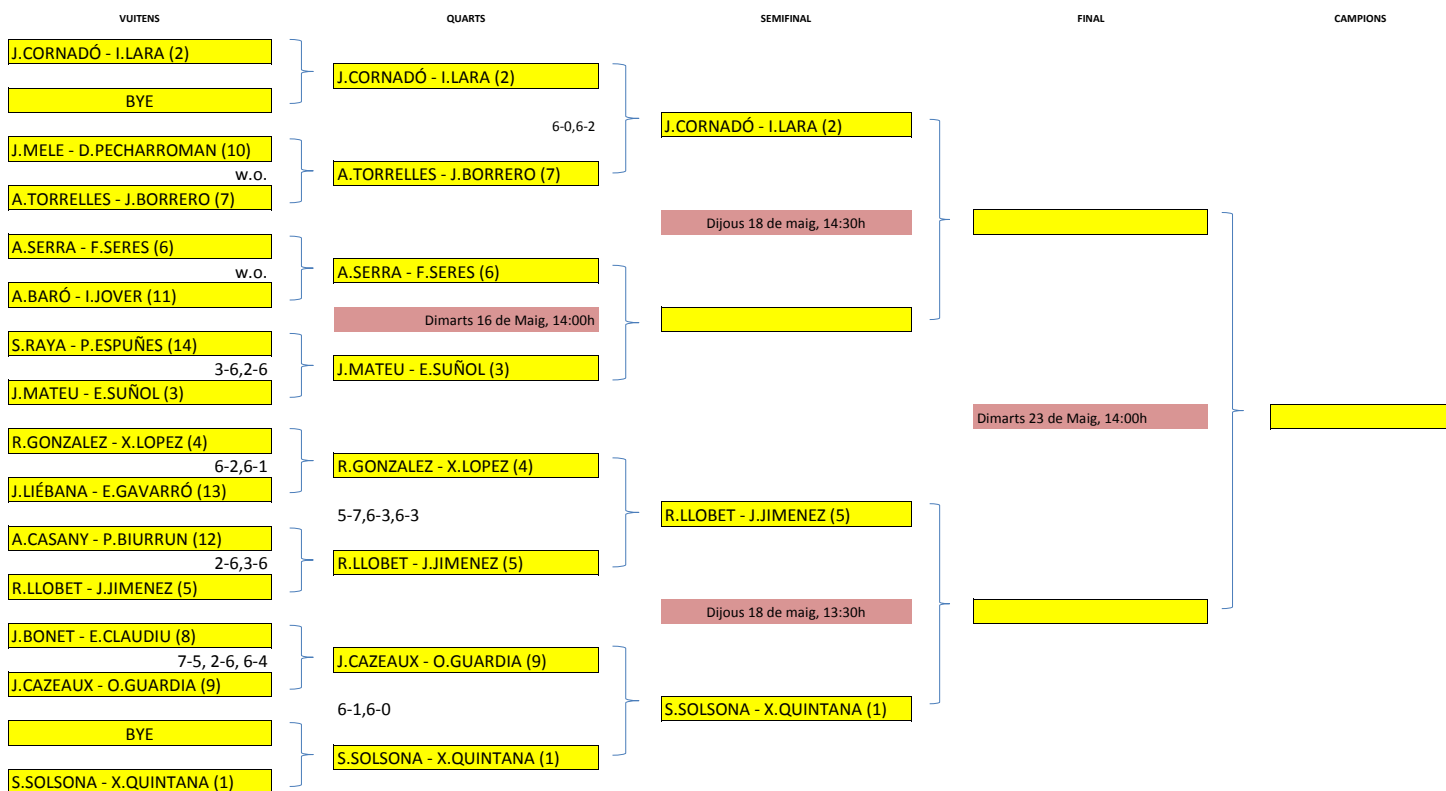 VUITENS
QUARTS
SEMIFINAL
FINAL
CAMPIONS
J.CORNADÓ - I.LARA (2)
BYE
J.MELE - D.PECHARROMAN (10)
w.o.
A.TORRELLES - J.BORRERO (7)
A.SERRA - F.SERES (6)
w.o.
A.BARÓ - I.JOVER (11)
S.RAYA - P.ESPUÑES (14)
3-6,2-6
J.MATEU - E.SUÑOL (3)
R.GONZALEZ - X.LOPEZ (4)
6-2,6-1
J.LIÉBANA - E.GAVARRÓ (13)
A.CASANY - P.BIURRUN (12)
2-6,3-6
R.LLOBET - J.JIMENEZ (5)
J.BONET - E.CLAUDIU (8)
7-5, 2-6, 6-4
J.CAZEAUX - O.GUARDIA (9)
BYE
S.SOLSONA - X.QUINTANA (1)
J.CORNADÓ - I.LARA (2)
6-0,6-2
A.TORRELLES - J.BORRERO (7)
A.SERRA - F.SERES (6)
Dimarts 16 de Maig, 14:00h
J.MATEU - E.SUÑOL (3)
R.GONZALEZ - X.LOPEZ (4)
5-7,6-3,6-3
R.LLOBET - J.JIMENEZ (5)
J.CAZEAUX - O.GUARDIA (9)
6-1,6-0
S.SOLSONA - X.QUINTANA (1)
J.CORNADÓ - I.LARA (2)
Dijous 18 de maig, 14:30h
R.LLOBET - J.JIMENEZ (5)
Dijous 18 de maig, 13:30h
S.SOLSONA - X.QUINTANA (1)
Dimarts 23 de Maig, 14:00h